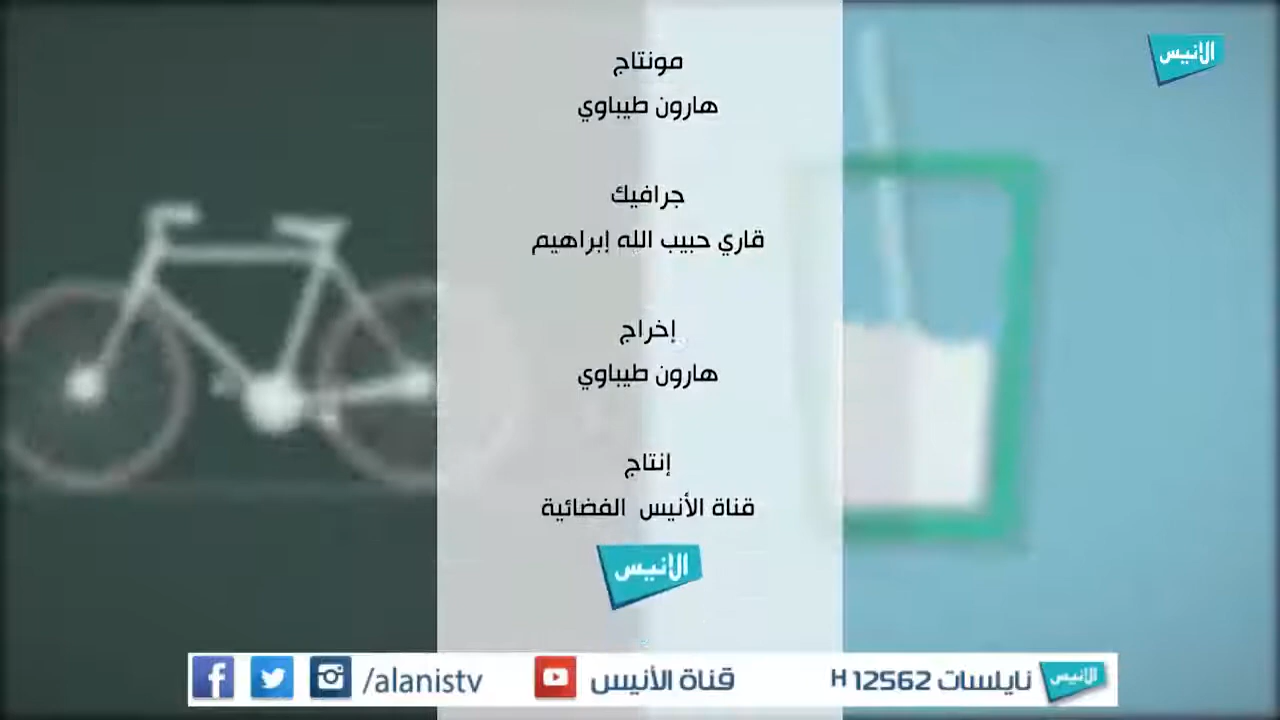 الأنيس
مونتاج
هارون طيباوي
جرافيك
قاري حبيب الله إبراهيم
إخراج
هارون طيباوي
إنتاج
قناة الأنيس الفضائية
الأنيس
/alanistv قناة الأنيس نايلسات 12562 H الأنيس